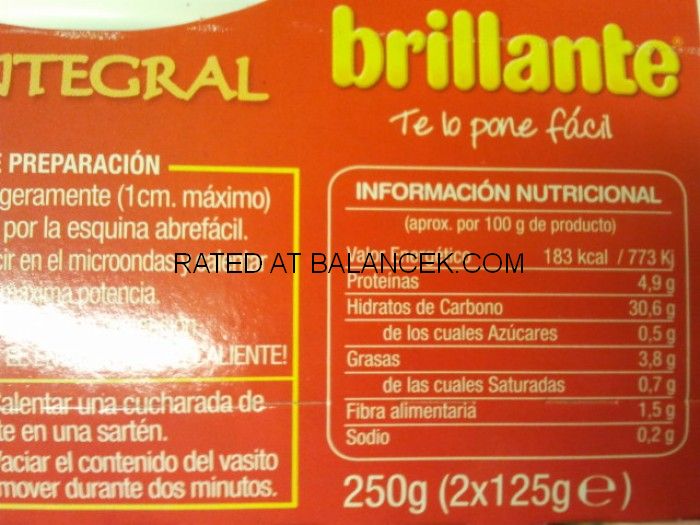 NTEGRAL
brillante
Te lo pone fácil
E PREPARACIÓN
geramente (1cm. máximo)
por la esquina abrefácil.
cir en el microondas y calentar
máxima potencia.
CALIENTE!
alentar una cucharada de
te en una sartén.
Vaciar el contenido del vasito
mover durante dos minutos.
INFORMACIÓN NUTRICIONAL
(aprox. por 100 g de producto)
Valor Energético 183 kcal / 773 Kj
Proteínas 4,9 g
Hidratos de Carbono 30,6 g
de los cuales Azúcares 0,5 g
Grasas 3,8 g
de las cuales Saturadas 0,7 g
Fibra alimentaria 1,5 g
Sodio 0,2 g
250g (2x125g e)
RATED AT BALANCEK.COM